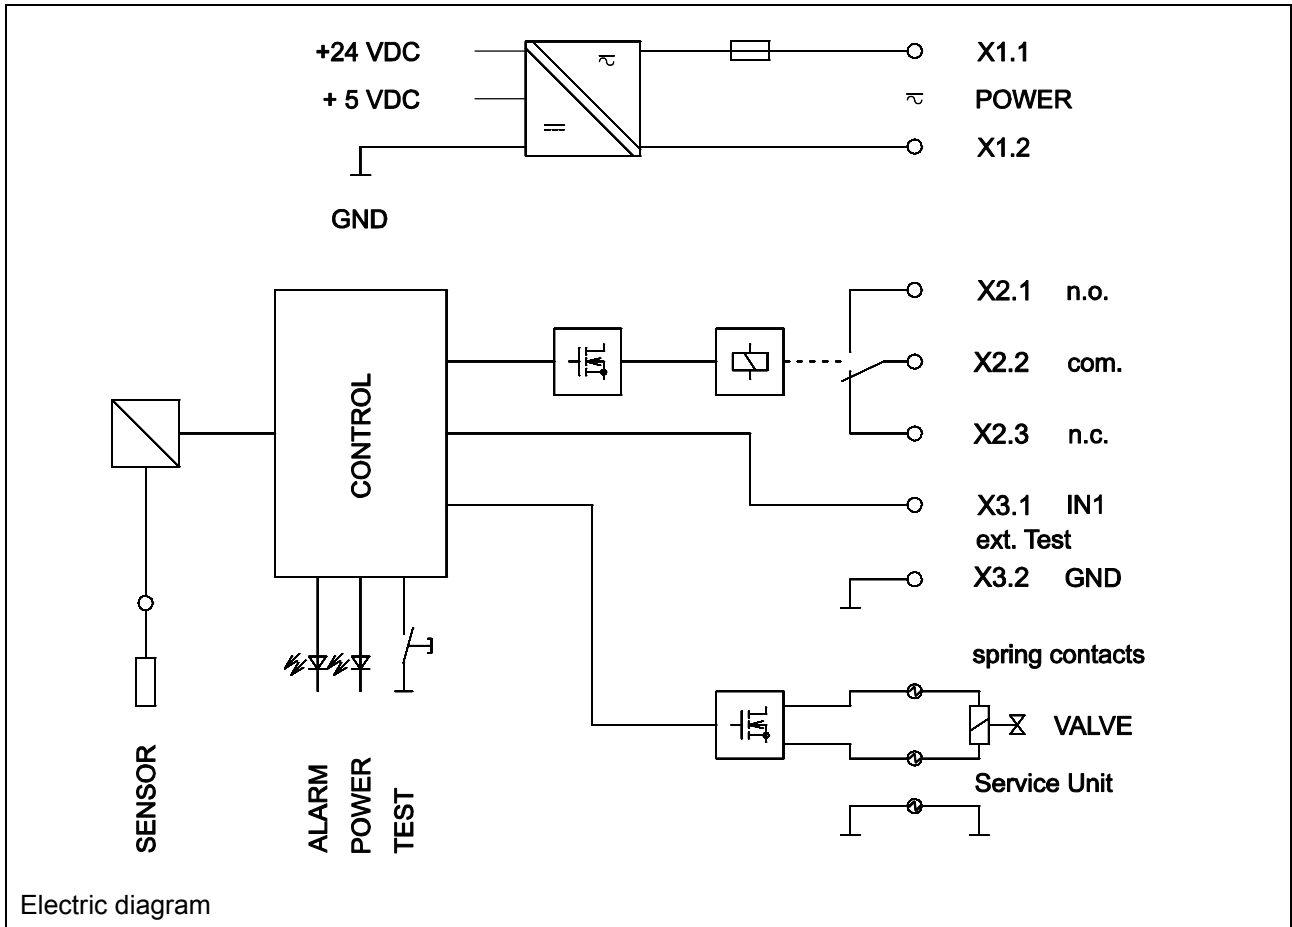 +24 VDC
X1.1
+ 5 VDC
POWER
X1.2
GND
X2.1 n.o.
X2.2 com.
X2.3 n.c.
CONTROL
X3.1 IN1
ext. Test
X3.2 GND
spring contacts
VALVE
Service Unit
SENSOR
ALARM
POWER
TEST
Electric diagram